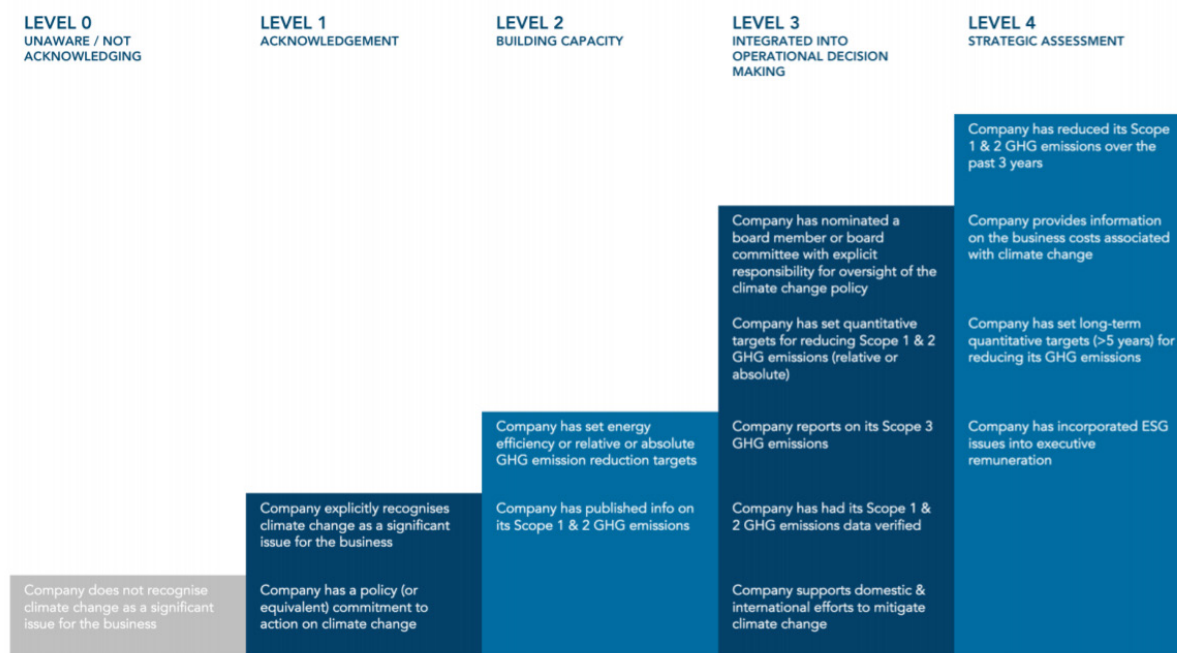 LEVEL 0
UNAWARE / NOT
ACKNOWLEDGING
LEVEL 1
ACKNOWLEDGEMENT
LEVEL 2
BUILDING CAPACITY
LEVEL 3
INTEGRATED INTO
OPERATIONAL DECISION
MAKING
LEVEL 4
STRATEGIC ASSESSMENT
Company does not recognise
climate change as a significant
issue for the business
Company explicitly recognises
climate change as a significant
issue for the business
Company has a policy (or
equivalent) commitment to
action on climate change
Company has set energy
efficiency or relative or absolute
GHG emission reduction targets
Company has published info on
its Scope 1 & 2 GHG emissions
Company has nominated a
board member or board
committee with explicit
responsibility for oversight of the
climate change policy
Company has set quantitative
targets for reducing Scope 1 & 2
GHG emissions (relative or
absolute)
Company reports on its Scope 3
GHG emissions
Company has had its Scope 1 &
2 GHG emissions data verified
Company supports domestic &
international efforts to mitigate
climate change
Company has reduced its Scope
1 & 2 GHG emissions over the
past 3 years
Company provides information
on the business costs associated
with climate change
Company has set long-term
quantitative targets (>5 years) for
reducing its GHG emissions
Company has incorporated ESG
issues into executive
remuneration